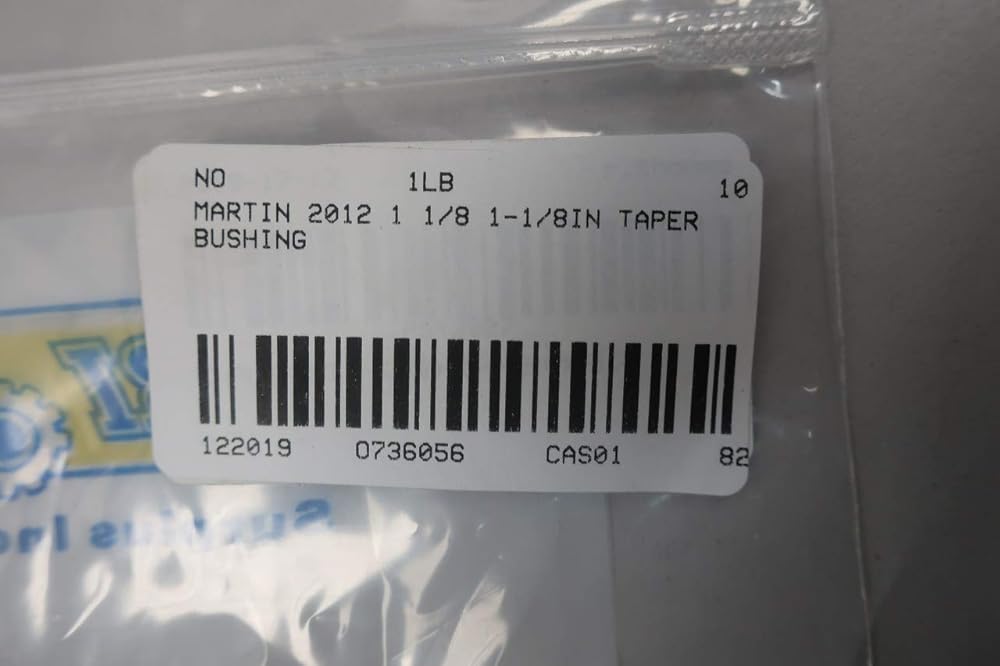 NO 1LB 10
MARTIN 2012 1 1/8 1-1/8IN TAPER
BUSHING
122019 0736056 CAS01 82